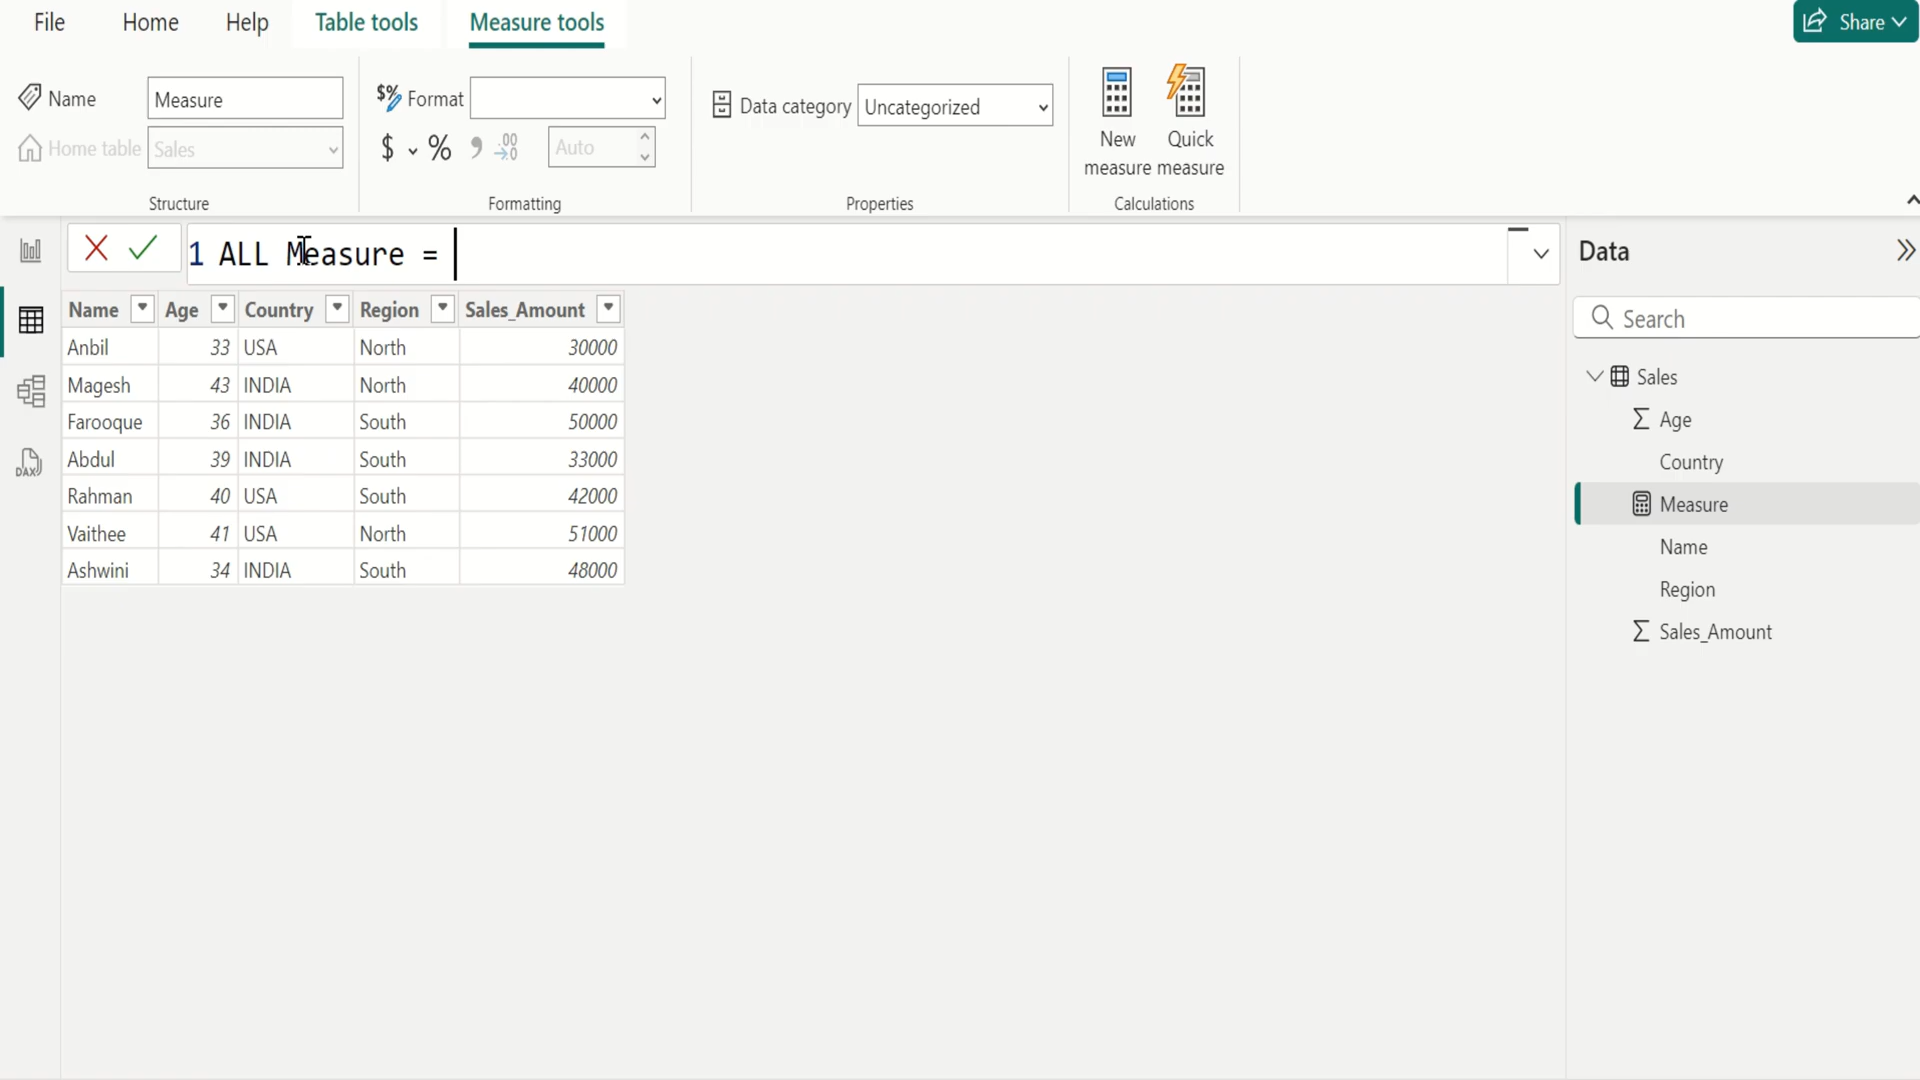 File Home Help Table tools Measure tools Share
Name Measure $% Format Data category Uncategorized
Home table Sales $ % 9 .00 Auto
New measure Quick measure
Structure Formatting Properties Calculations
1 ALL Measure =
Data
Search
Name Age Country Region Sales_Amount
Anbil 33 USA North 30000
Magesh 43 INDIA North 40000
Farooque 36 INDIA South 50000
Abdul 39 INDIA South 33000
Rahman 40 USA South 42000
Vaithee 41 USA North 51000
Ashwini 34 INDIA South 48000
DAX
Sales
Σ Age
Country
Measure
Name
Region
Σ Sales_Amount